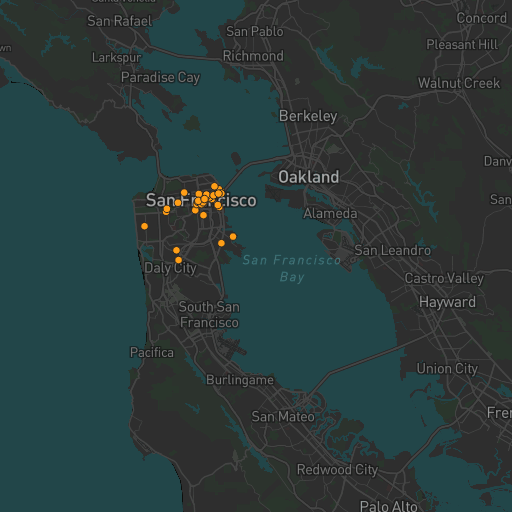 Concord
San Rafael
San Pablo
Pleasant Hill
Larkspur
Richmond
Paradise Cay
Walnut Creek
Berkeley
Danv
Oakland
San Francisco
San
Alameda
San Leandro
San Francisco
Bay
Daly City
Castro Valley
Hayward
South San
Francisco
Pacifica
Union City
Burlingame
San Mateo
Fre
Redwood City
Palo Alto